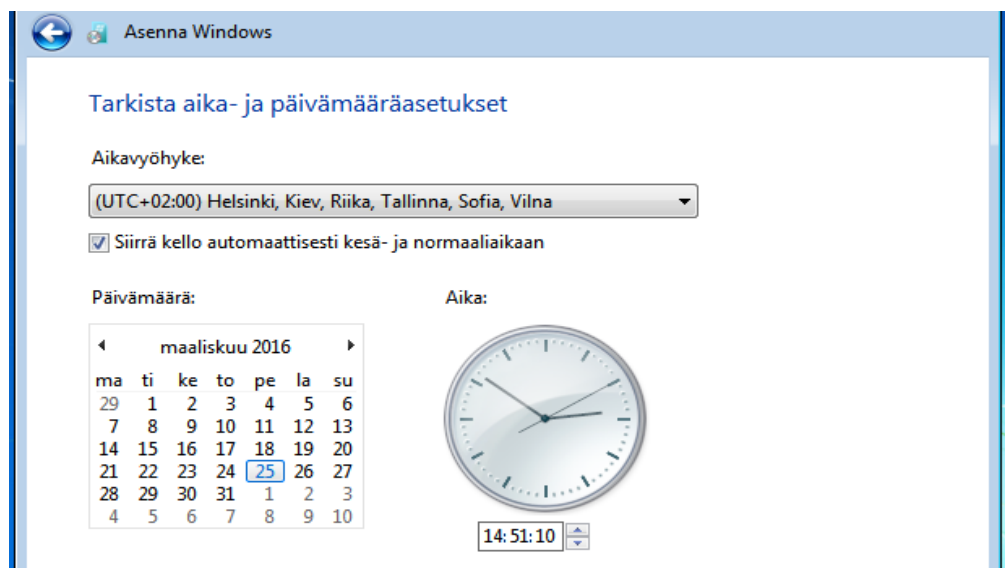 Asenna Windows
Tarkista aika- ja päivämääräasetukset
Aikavyöhyke:
(UTC+02:00) Helsinki, Kiev, Riika, Tallinna, Sofia, Vilna
Siirrä kello automaattisesti kesä- ja normaaliaikaan
Päivämäärä:
Aika:
maaliskuu 2016
ma ti ke to pe la su
29 1 2 3 4 5 6
7 8 9 10 11 12 13
14 15 16 17 18 19 20
21 22 23 24 25 26 27
28 29 30 31 1 2 3
4 5 6 7 8 9 10
14:51:10